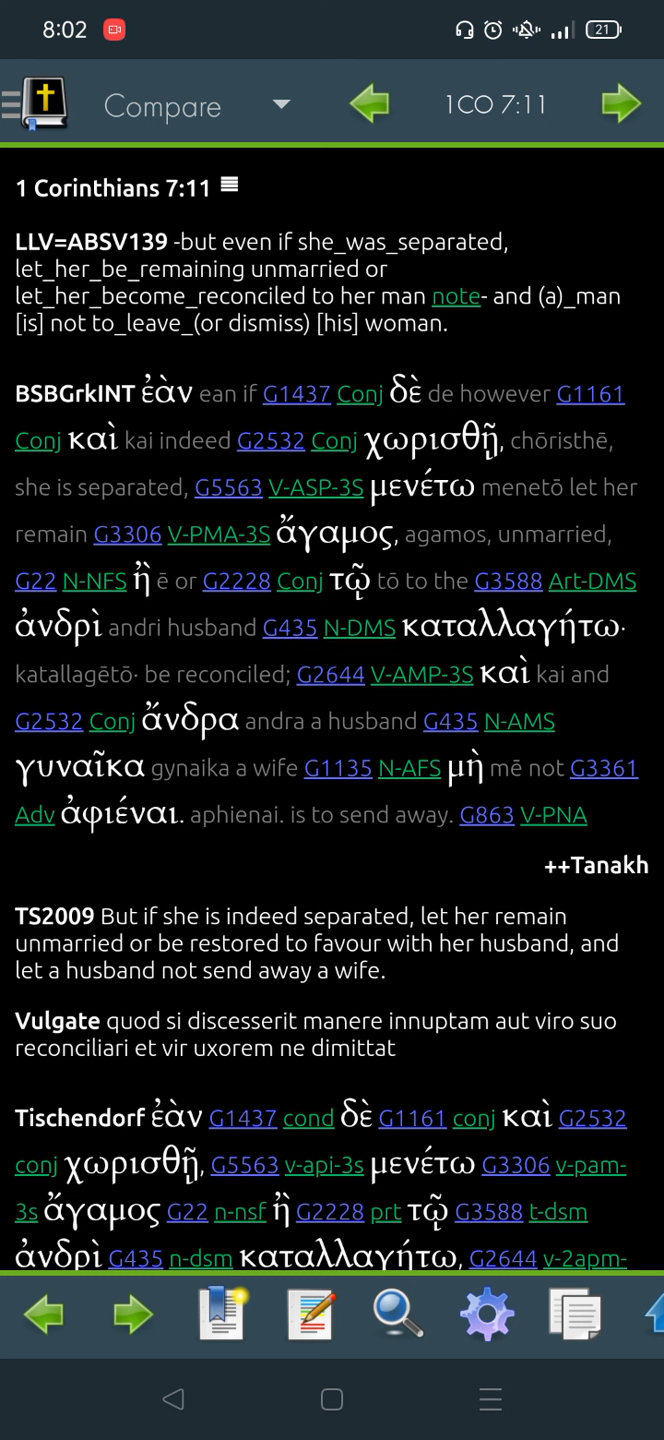 8:02
21
Compare
1CO 7:11
1 Corinthians 7:11
LLV=ABSV139 -but even if she_was_separated,
let_her_be_remaining unmarried or
let_her_become_reconciled to her man note- and (a)_man
[is] not to_leave_(or dismiss) [his] woman.
BSBGrkINT ἐὰν ean if G1437 Conj δὲ de however G1161
Conj καὶ kai indeed G2532 Conj χωρισθῇ, chōristhē,
she is separated, G5563 V-ASP-3S μενέτω menetō let her
remain G3306 V-PMA-3S ἄγαμος, agamos, unmarried,
G22 N-NFS ἢ ē or G2228 Conj τῷ tō to the G3588 Art-DMS
ἀνδρὶ andri husband G435 N-DMS καταλλαγήτω·
katallagētō· be reconciled; G2644 V-AMP-3S καὶ kai and
G2532 Conj ἄνδρα andra a husband G435 N-AMS
γυναῖκα gynaika a wife G1135 N-AFS μὴ mē not G3361
Adv ἀφιέναι. aphienai. is to send away. G863 V-PNA
++Tanakh
TS2009 But if she is indeed separated, let her remain
unmarried or be restored to favour with her husband, and
let a husband not send away a wife.
Vulgate quod si discesserit manere innuptam aut viro suo
reconciliari et vir uxorem ne dimittat
Tischendorf ἐὰν G1437 cond δὲ G1161 conj καὶ G2532
conj χωρισθῇ, G5563 v-api-3s μενέτω G3306 v-pam-
3s ἄγαμος G22 n-nsf ἢ G2228 prt τῷ G3588 t-dsm
ἀνδρὶ G435 n-dsm καταλλαγήτω, G2644 v-2apm-